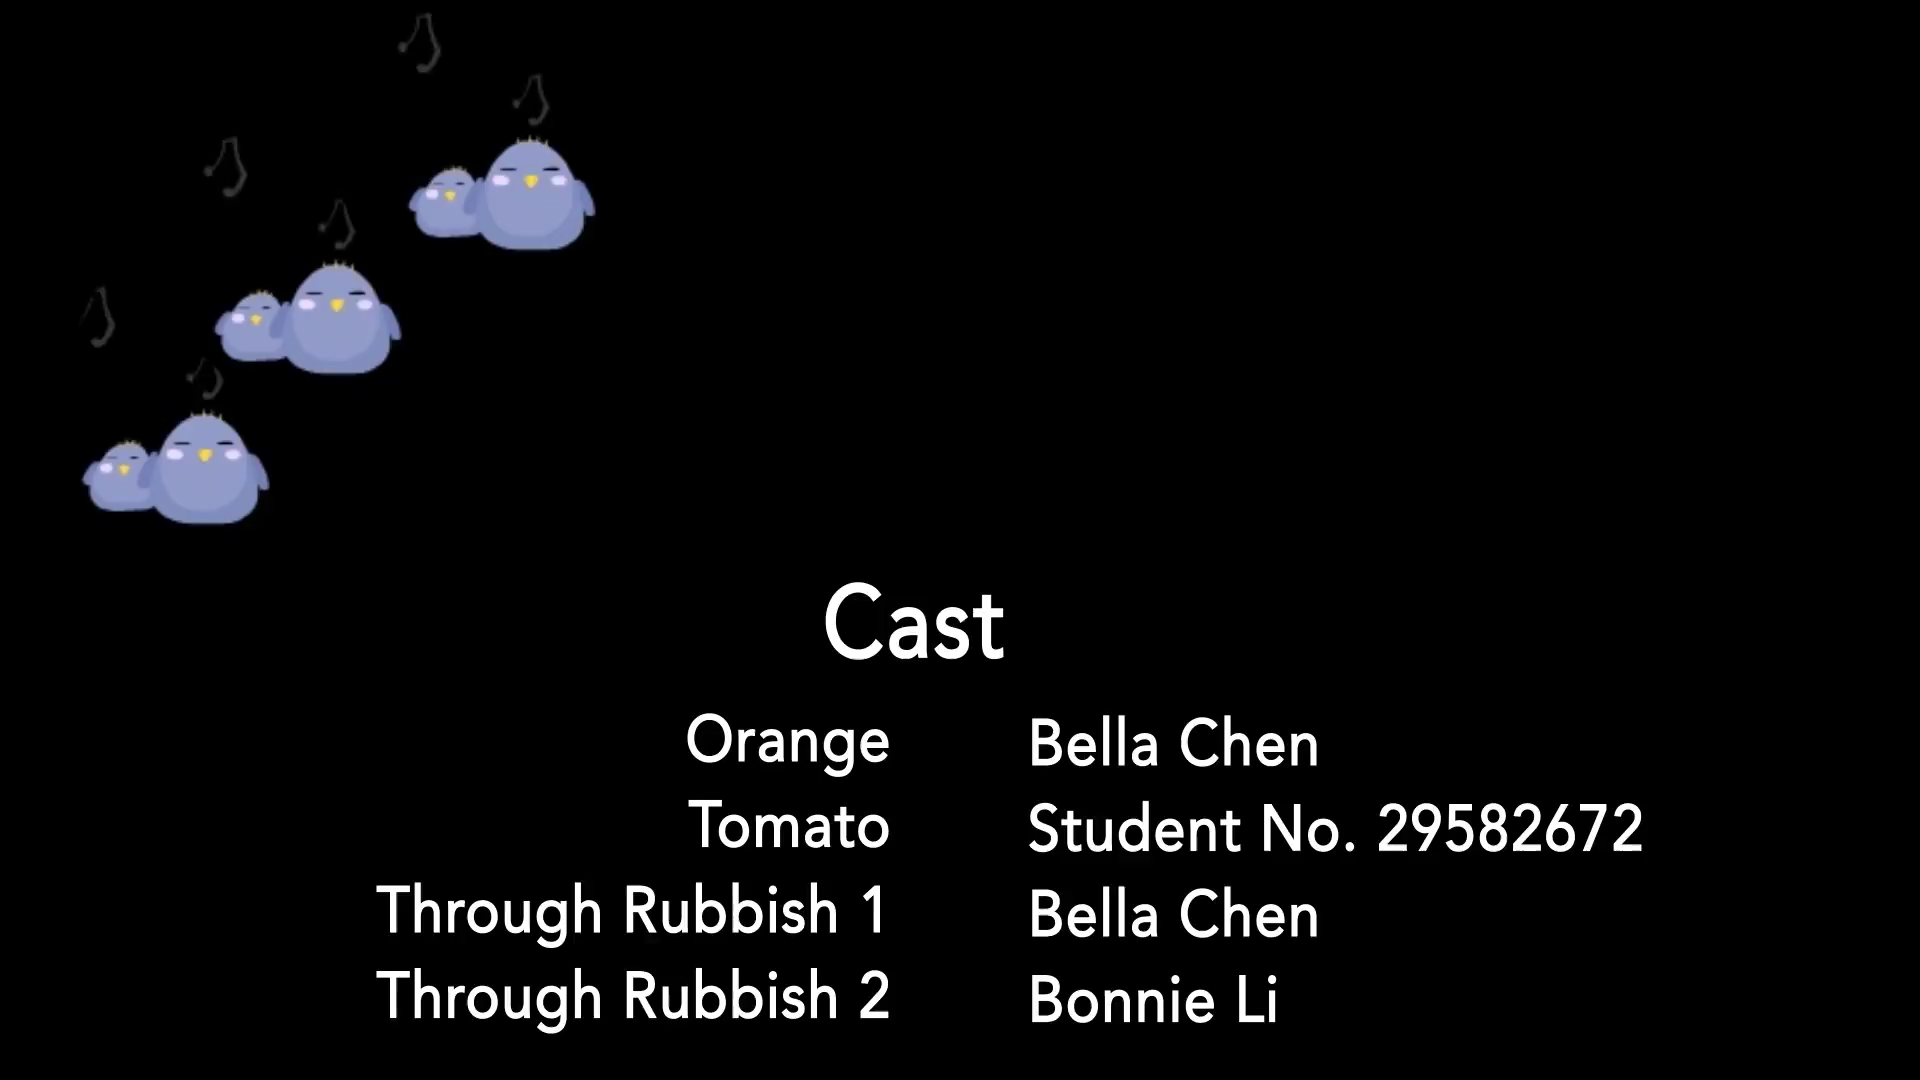 Cast
Orange Bella Chen
Tomato Student No. 29582672
Through Rubbish 1 Bella Chen
Through Rubbish 2 Bonnie Li